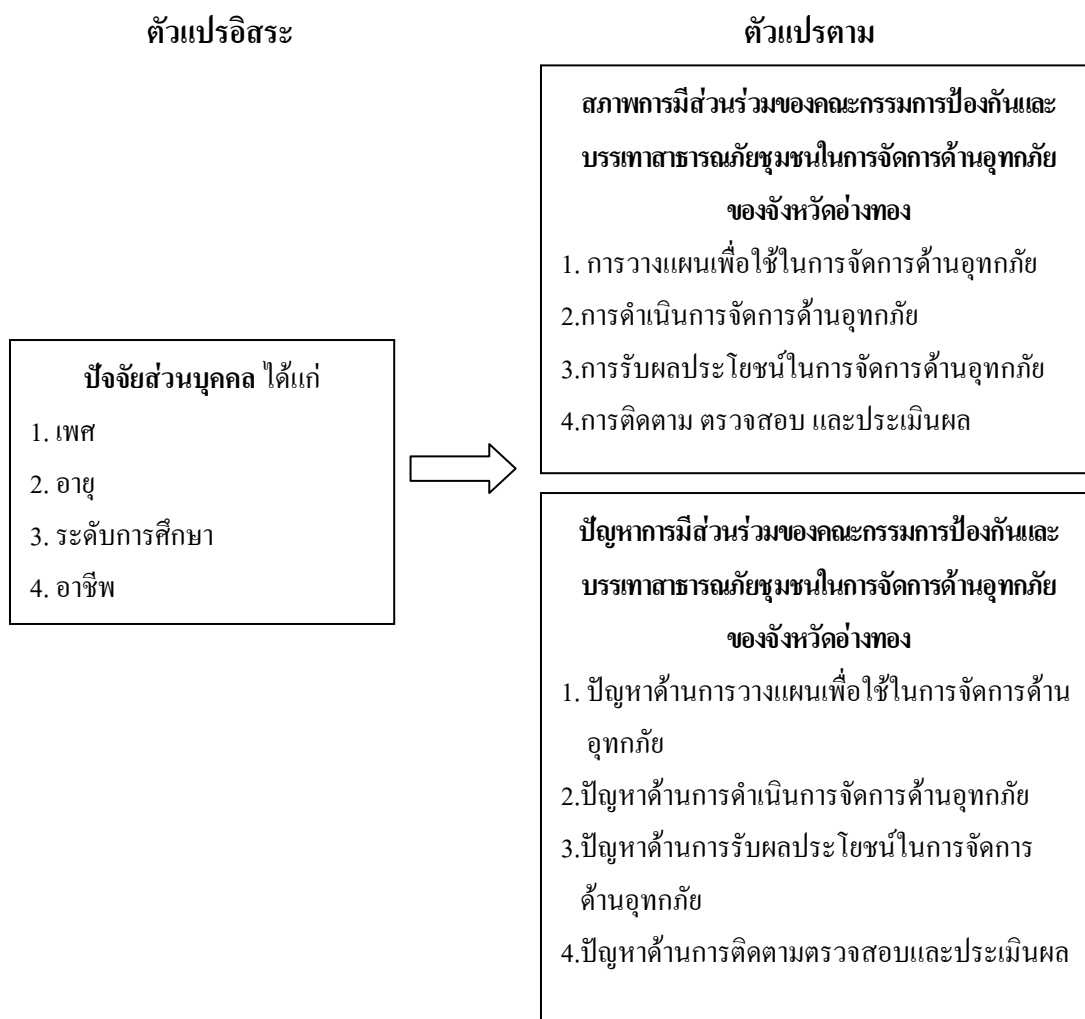 ตัวแปรอิสระ
ตัวแปรตาม
ปัจจัยส่วนบุคคล ได้แก่
1. เพศ
2. อายุ
3. ระดับการศึกษา
4. อาชีพ
สภาพการมีส่วนร่วมของคณะกรรมการป้องกันและ
บรรเทาสาธารณภัยชุมชนในการจัดการด้านอุทกภัย
ของจังหวัดอ่างทอง
1. การวางแผนเพื่อใช้ในการจัดการด้านอุทกภัย
2.การดำเนินการจัดการด้านอุทกภัย
3.การรับผลประโยชน์ในการจัดการด้านอุทกภัย
4.การติดตาม ตรวจสอบ และประเมินผล
ปัญหาการมีส่วนร่วมของคณะกรรมการป้องกันและ
บรรเทาสาธารณภัยชุมชนในการจัดการด้านอุทกภัย
ของจังหวัดอ่างทอง
1. ปัญหาด้านการวางแผนเพื่อใช้ในการจัดการด้าน
อุทกภัย
2.ปัญหาด้านการดำเนินการจัดการด้านอุทกภัย
3.ปัญหาด้านการรับผลประโยชน์ในการจัดการ
ด้านอุทกภัย
4.ปัญหาด้านการติดตามตรวจสอบและประเมินผล